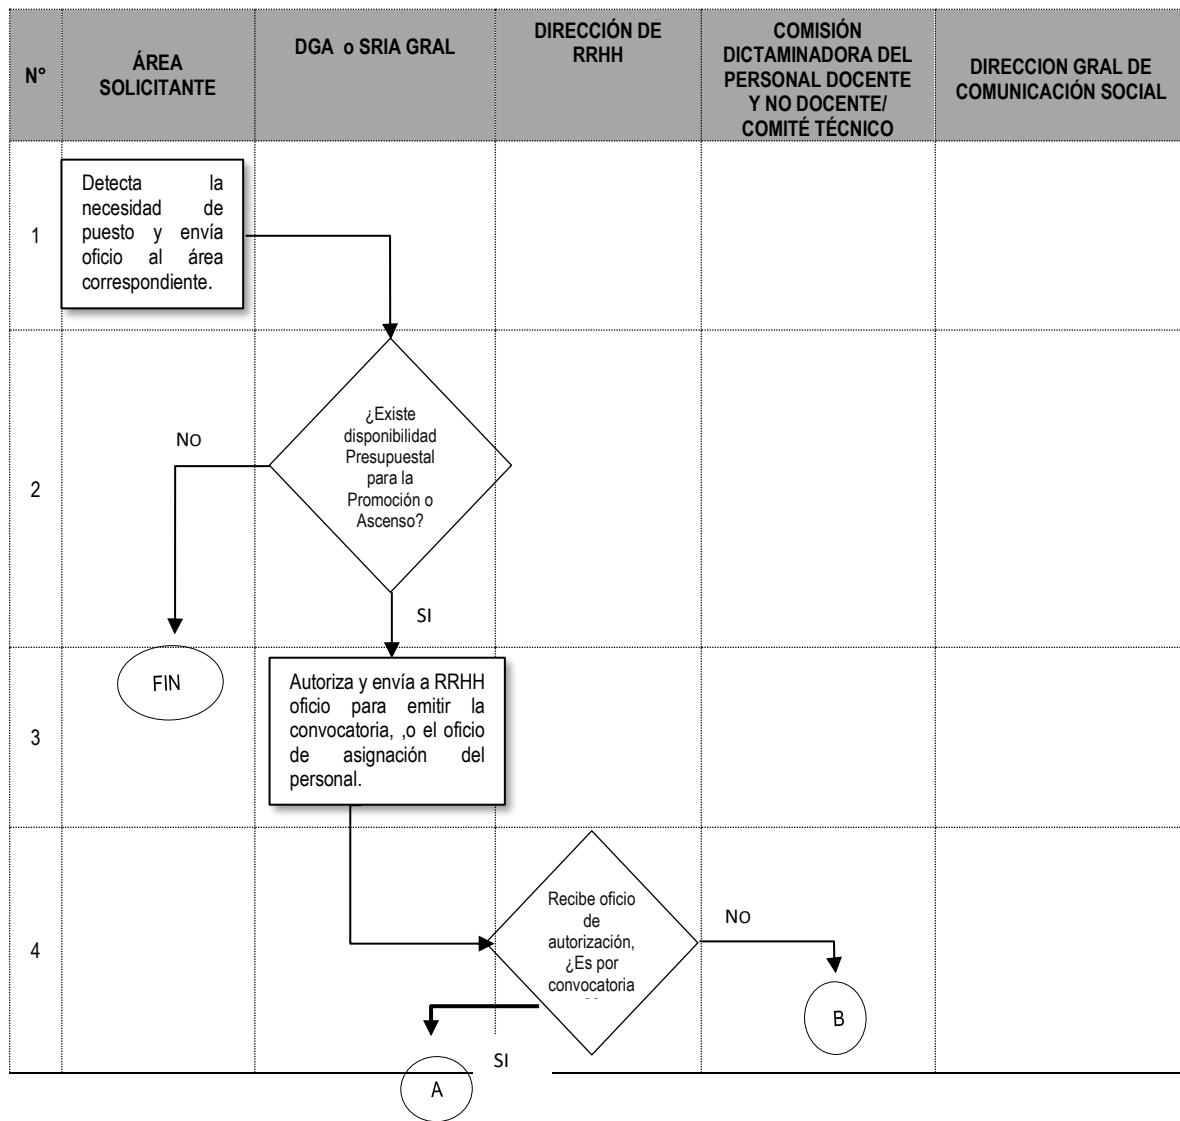 N°
ÁREA
SOLICITANTE
DGA o SRIA GRAL
DIRECCIÓN DE
RRHH
COMISIÓN
DICTAMINADORA DEL
PERSONAL DOCENTE
Y NO DOCENTE/
COMITÉ TÉCNICO
DIRECCION GRAL DE
COMUNICACIÓN SOCIAL
1
Detecta la
necesidad de
puesto y envía
oficio al área
correspondiente.
2
¿Existe
disponibilidad
Presupuestal
para la
Promoción o
Ascenso?
NO
SI
FIN
3
Autoriza y envía a RRHH
oficio para emitir la
convocatoria, ,o el oficio
de asignación del
personal.
4
Recibe oficio
de
autorización,
¿Es por
convocatoria
NO
B
SI
A